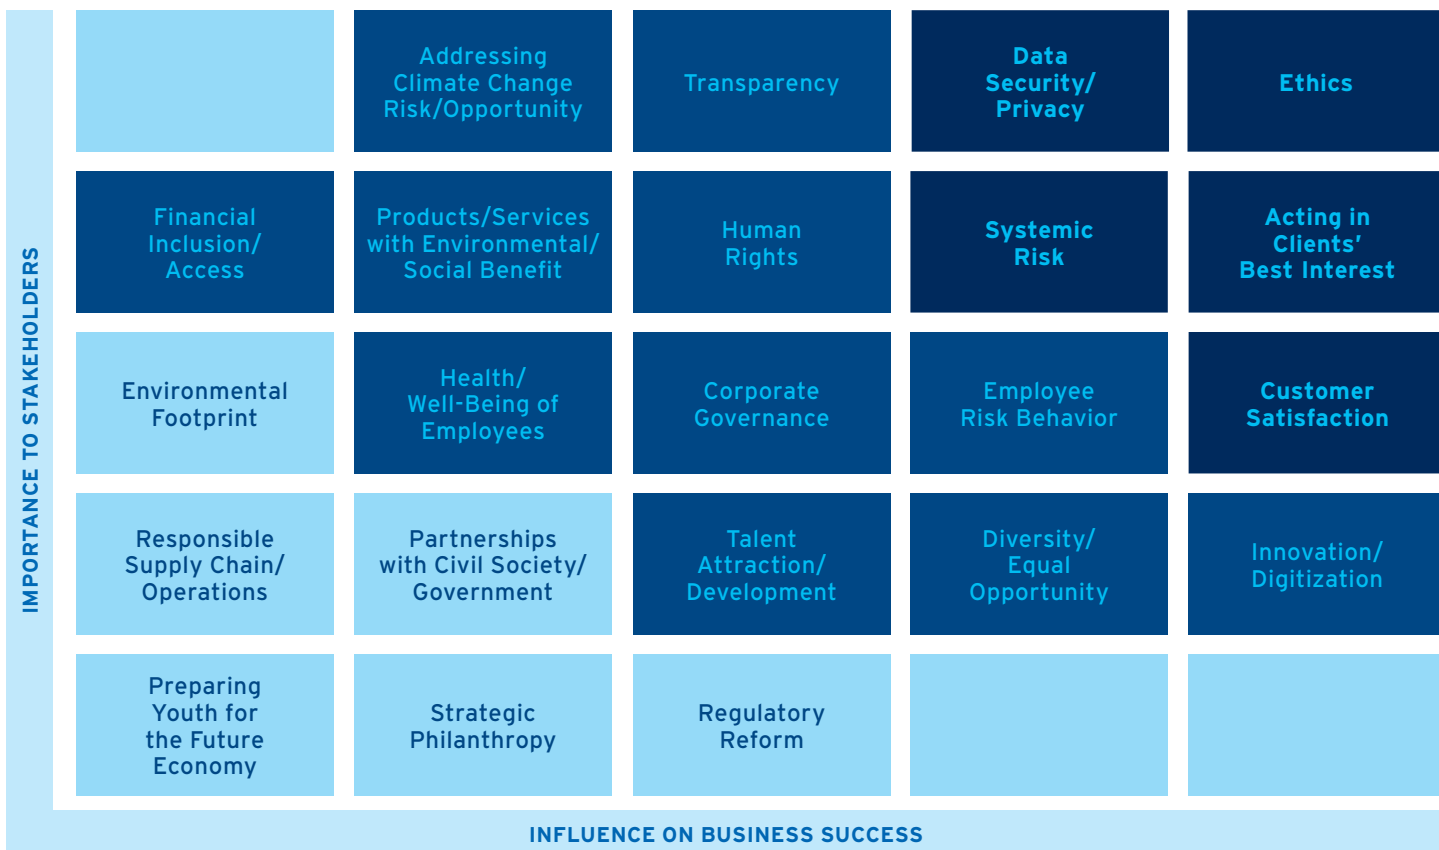 Addressing
Climate Change
Risk/Opportunity
Transparency
Data
Security/
Privacy
Ethics
Financial
Inclusion/
Access
Products/Services
with Environmental/
Social Benefit
Human
Rights
Systemic
Risk
Acting in
Clients’
Best Interest
Environmental
Footprint
Health/
Well-Being of
Employees
Corporate
Governance
Employee
Risk Behavior
Customer
Satisfaction
Responsible
Supply Chain/
Operations
Partnerships
with Civil Society/
Government
Talent
Attraction/
Development
Diversity/
Equal
Opportunity
Innovation/
Digitization
Preparing
Youth for
the Future
Economy
Strategic
Philanthropy
Regulatory
Reform
IMPORTANCE TO STAKEHOLDERS
INFLUENCE ON BUSINESS SUCCESS